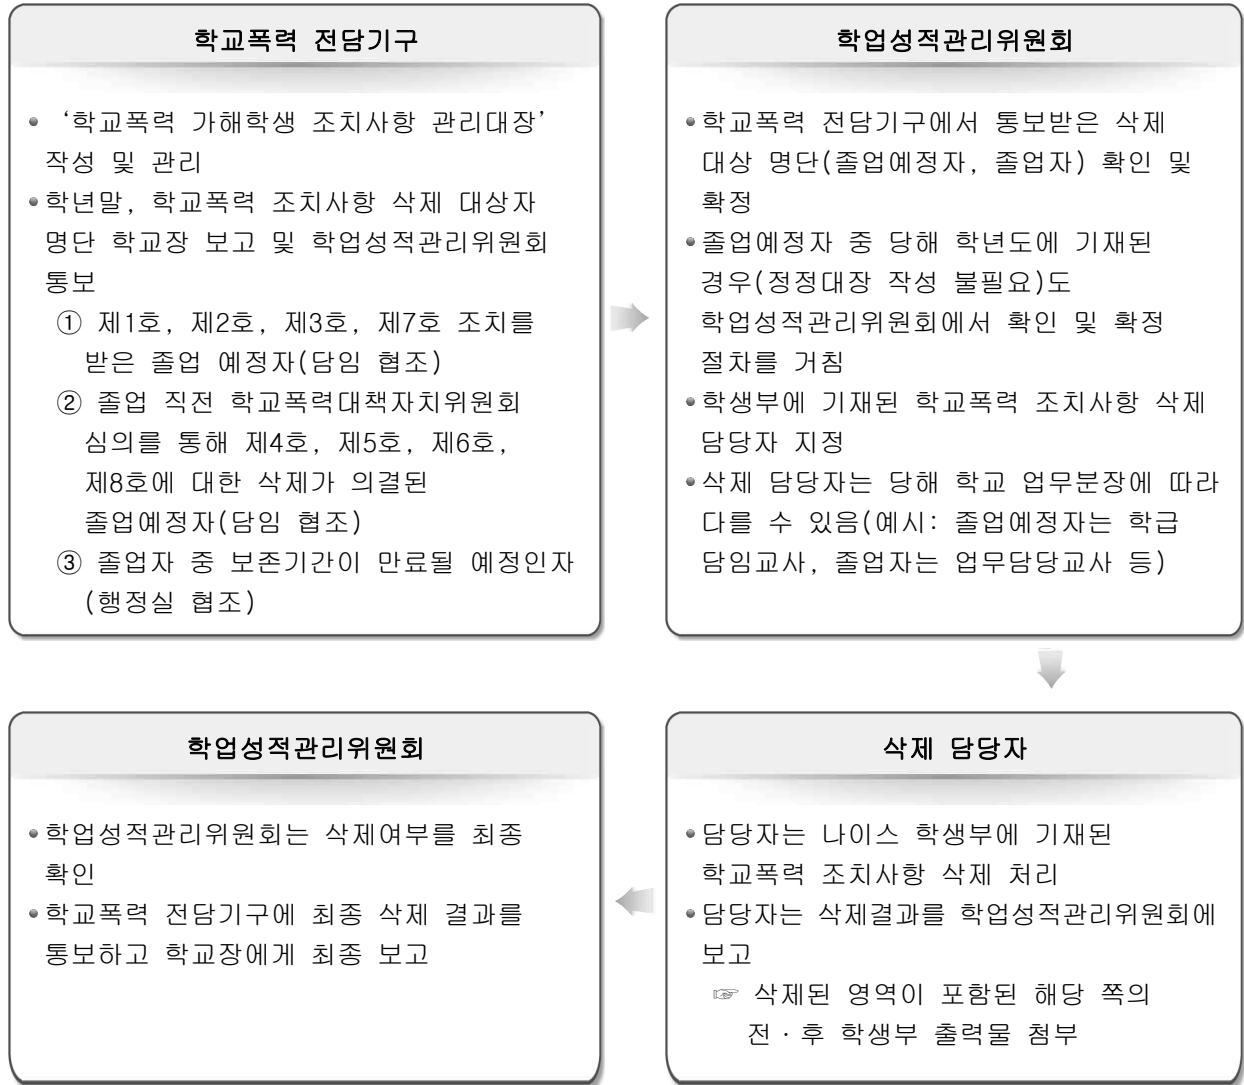 학교폭력 전담기구
• ‘학교폭력 가해학생 조치사항 관리대장’
작성 및 관리
•학년말, 학교폭력 조치사항 삭제 대상자
명단 학교장 보고 및 학업성적관리위원회
통보
① 제1호, 제2호, 제3호, 제7호 조치를
받은 졸업 예정자(담임 협조)
② 졸업 직전 학교폭력대책자치위원회
심의를 통해 제4호, 제5호, 제6호,
제8호에 대한 삭제가 의결된
졸업예정자(담임 협조)
③ 졸업자 중 보존기간이 만료될 예정인자
(행정실 협조)
학업성적관리위원회
•학교폭력 전담기구에서 통보받은 삭제
대상 명단(졸업예정자, 졸업자) 확인 및
확정
•졸업예정자 중 당해 학년도에 기재된
경우(정정대장 작성 불필요)도
학업성적관리위원회에서 확인 및 확정
절차를 거침
•학생부에 기재된 학교폭력 조치사항 삭제
담당자 지정
•삭제 담당자는 당해 학교 업무분장에 따라
다를 수 있음(예시: 졸업예정자는 학급
담임교사, 졸업자는 업무담당교사 등)
삭제 담당자
•담당자는 나이스 학생부에 기재된
학교폭력 조치사항 삭제 처리
•담당자는 삭제결과를 학업성적관리위원회에
보고
☞ 삭제된 영역이 포함된 해당 쪽의
전·후 학생부 출력물 첨부
학업성적관리위원회
•학업성적관리위원회는 삭제여부를 최종
확인
•학교폭력 전담기구에 최종 삭제 결과를
통보하고 학교장에게 최종 보고